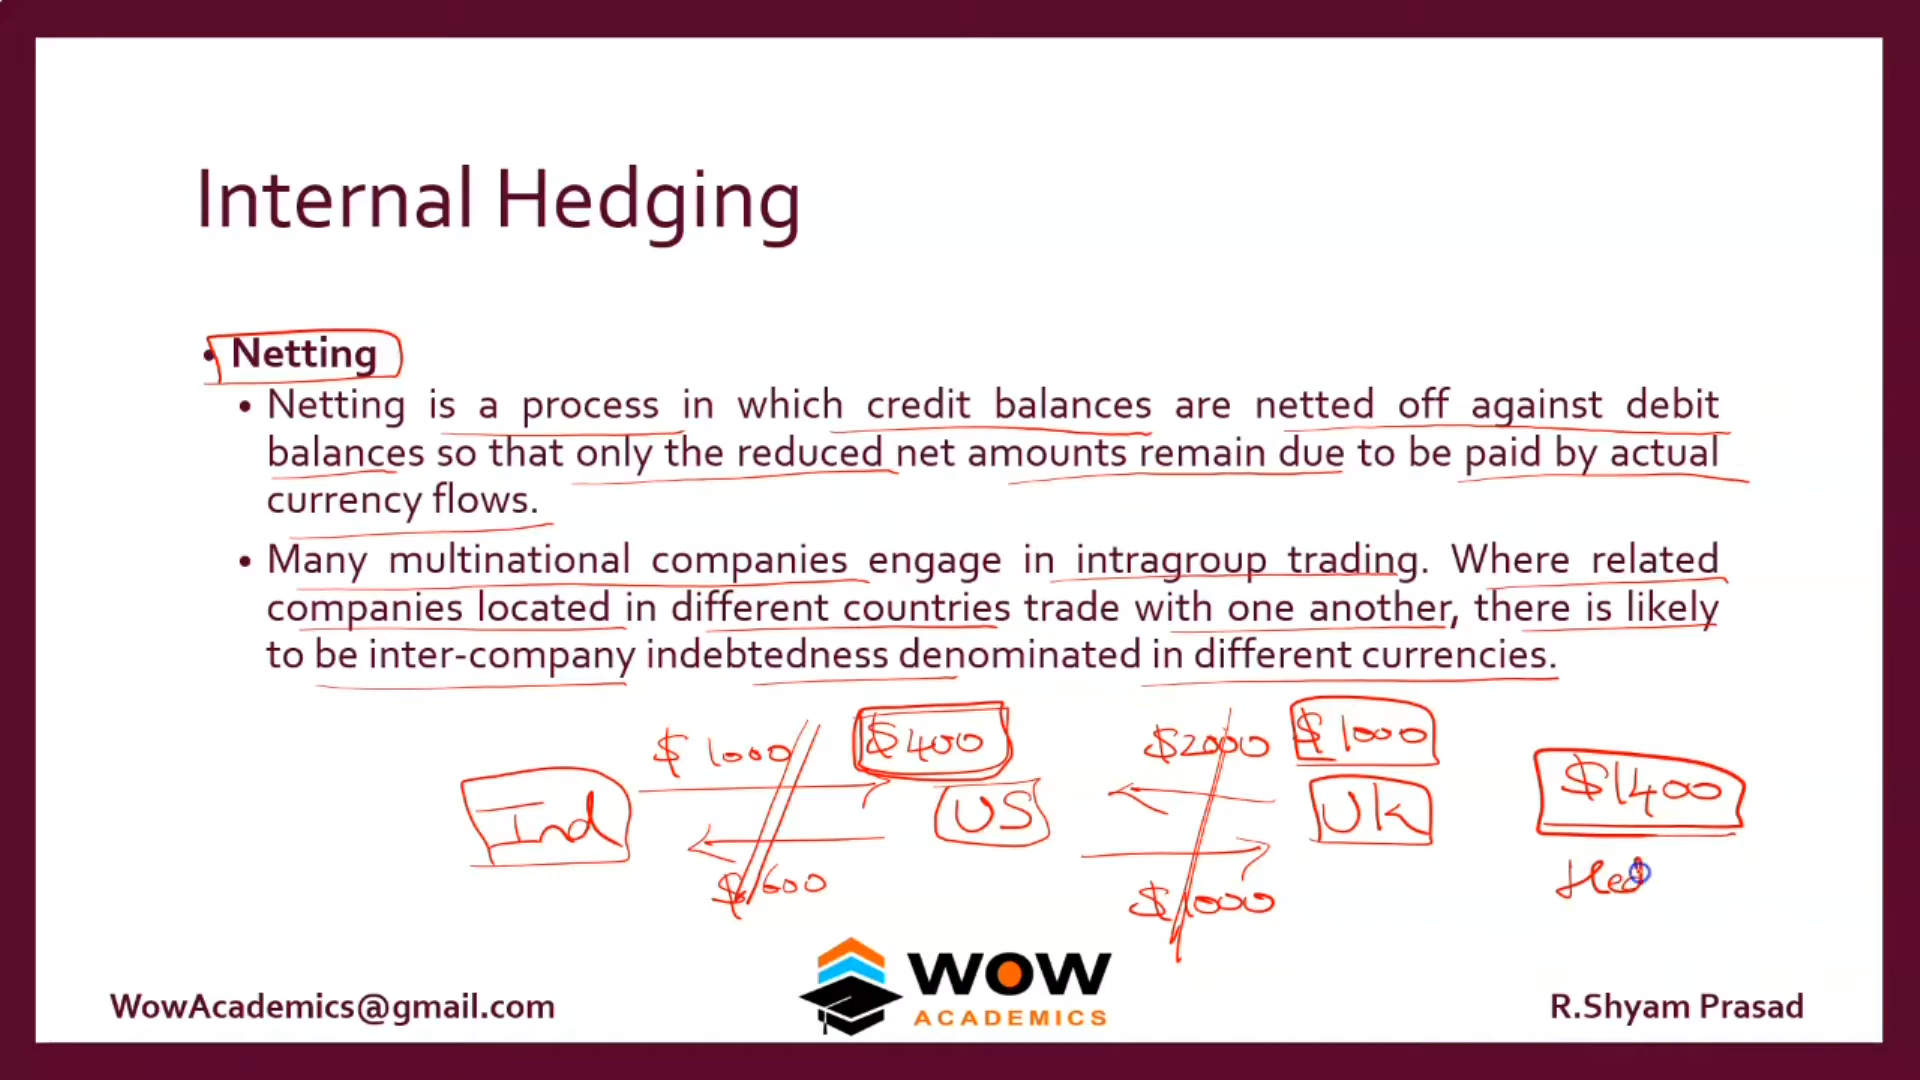 Internal Hedging
• Netting
• Netting is a process in which credit balances are netted off against debit
balances so that only the reduced net amounts remain due to be paid by actual
currency flows.
• Many multinational companies engage in intragroup trading. Where related
companies located in different countries trade with one another, there is likely
to be inter-company indebtedness denominated in different currencies.
$ 1000 $400 $2000 $1000
$1400
Ind US UK
Hed
$600 $1000
WOW
ACADEMICS
WowAcademics@gmail.com
R.Shyam Prasad